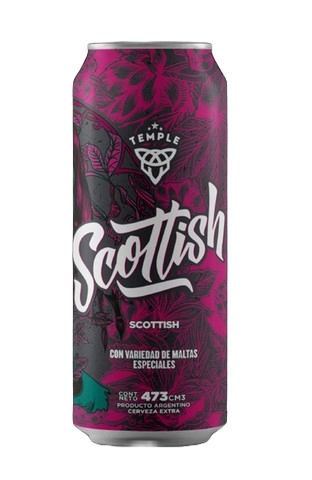 TEMPLE
Scottish
SCOTTISH
CON VARIEDAD DE MALTAS
ESPECIALES
CONT
NETO 473CM3
PRODUCTO ARGENTINO
CERVEZA EXTRA